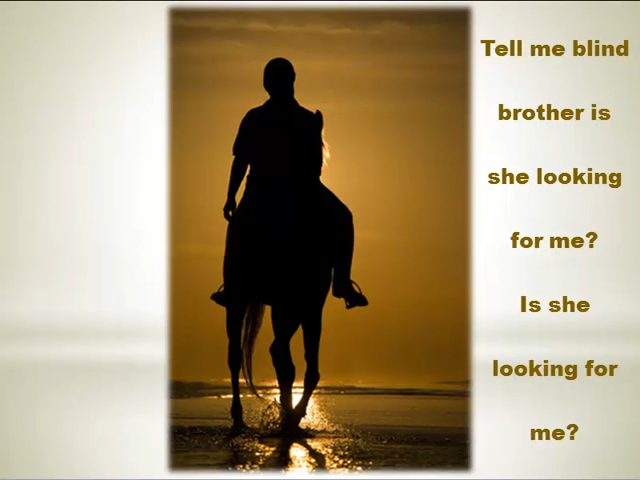 Tell me blind
brother is
she looking
for me?
Is she
looking for
me?